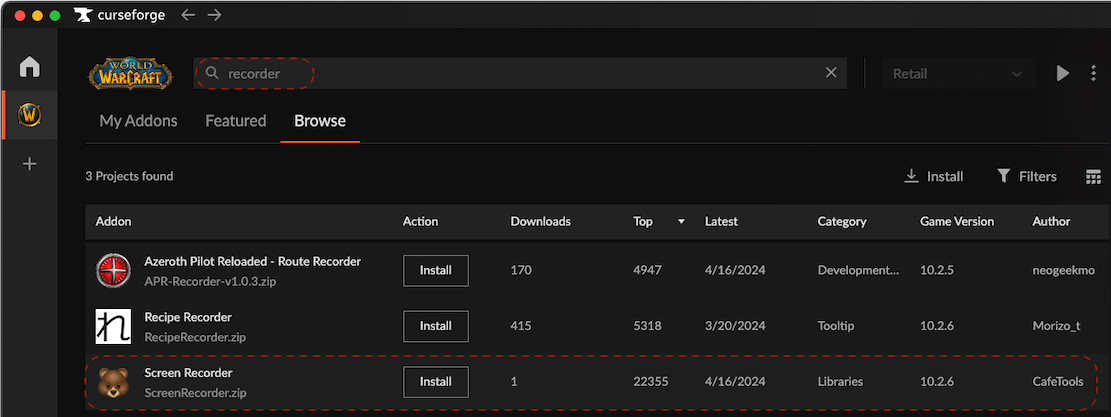 curseforge
WORLD
WARCRAFT
recorder
Retail
My Addons Featured Browse
3 Projects found Install Filters
Addon Action Downloads Top Latest Category Game Version Author
Azeroth Pilot Reloaded - Route Recorder
APR-Recorder-v1.0.3.zip
Install 170 4947 4/16/2024 Development... 10.2.5 neogeekmo
Recipe Recorder
RecipeRecorder.zip
Install 415 5318 3/20/2024 Tooltip 10.2.6 Morizo_t
Screen Recorder
ScreenRecorder.zip
Install 1 22355 4/16/2024 Libraries 10.2.6 CafeTools